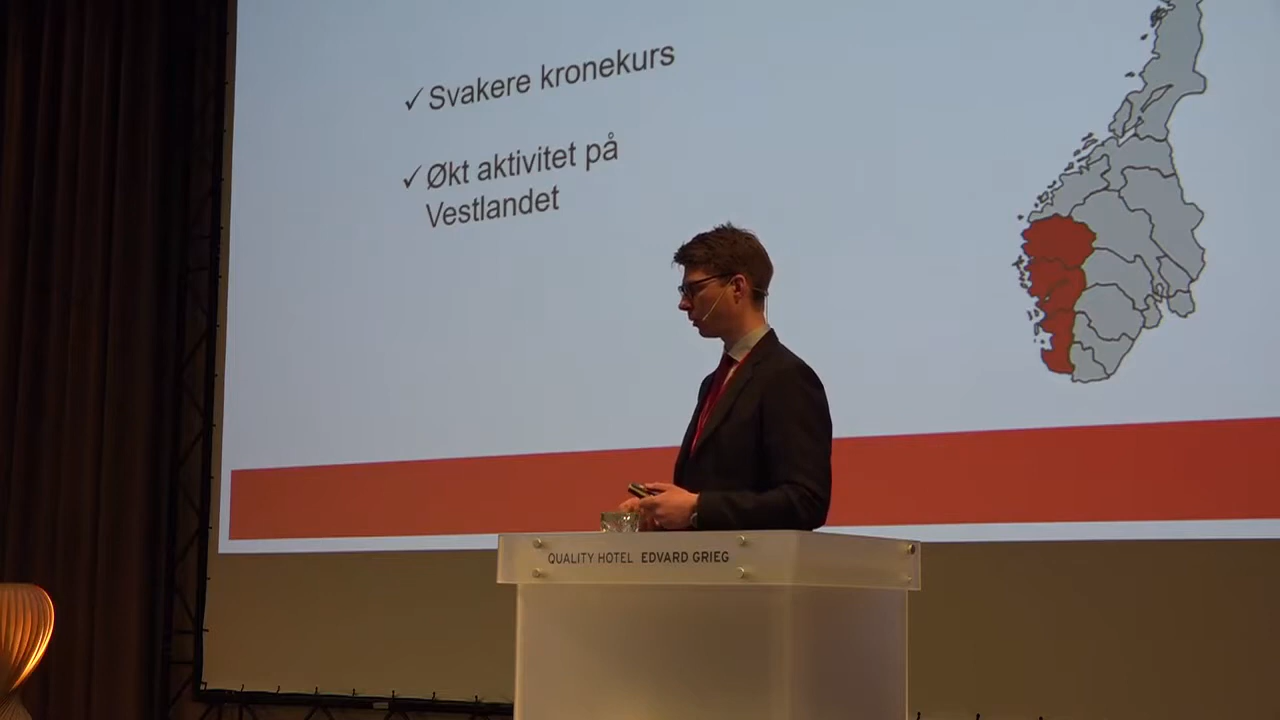 ✓ Svakere kronekurs
✓ Økt aktivitet på
Vestlandet
QUALITY HOTEL EDVARD GRIEG